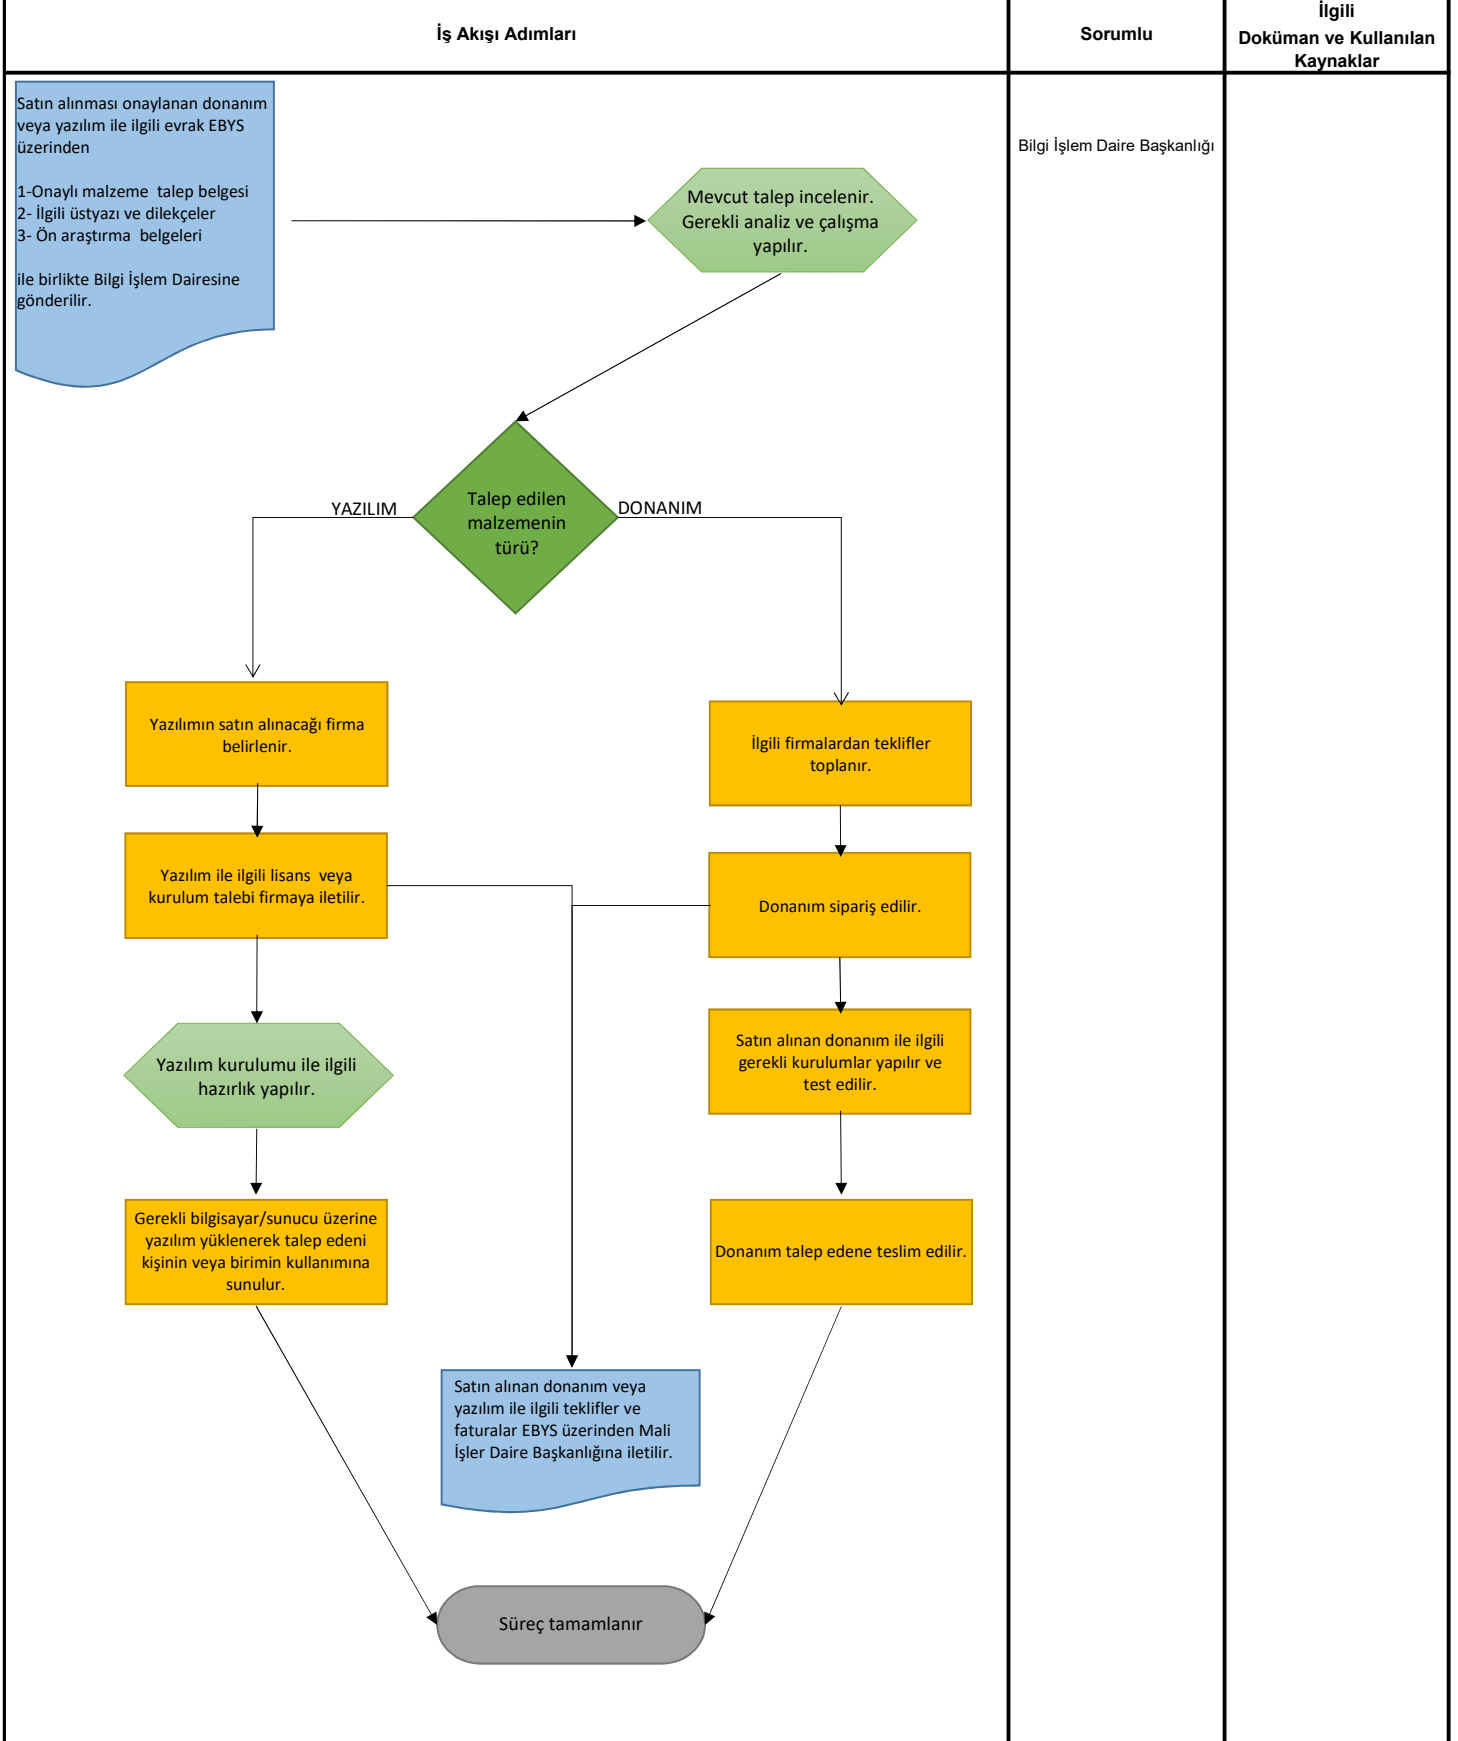 İş Akışı Adımları
Sorumlu
İlgili
Doküman ve Kullanılan
Kaynaklar
Satın alınması onaylanan donanım
veya yazılım ile ilgili evrak EBYS
üzerinden
1-Onaylı malzeme  talep belgesi
2- İlgili üstyazı ve dilekçeler
3- Ön araştırma  belgeleri
ile birlikte Bilgi İşlem Dairesine
gönderilir.
Bilgi İşlem Daire Başkanlığı
Mevcut talep incelenir.
Gerekli analiz ve çalışma
yapılır.
Talep edilen
malzemenin
türü?
YAZILIM
DONANIM
Yazılımın satın alınacağı firma
belirlenir.
İlgili firmalardan teklifler
toplanır.
Yazılım ile ilgili lisans  veya
kurulum talebi firmaya iletilir.
Donanım sipariş edilir.
Yazılım kurulumu ile ilgili
hazırlık yapılır.
Satın alınan donanım ile ilgili
gerekli kurulumlar yapılır ve
test edilir.
Gerekli bilgisayar/sunucu üzerine
yazılım yüklenerek talep edeni
kişinin veya birimin kullanımına
sunulur.
Donanım talep edene teslim edilir.
Satın alınan donanım veya
yazılım ile ilgili teklifler ve
faturalar EBYS üzerinden Mali
İşler Daire Başkanlığına iletilir.
Süreç tamamlanır